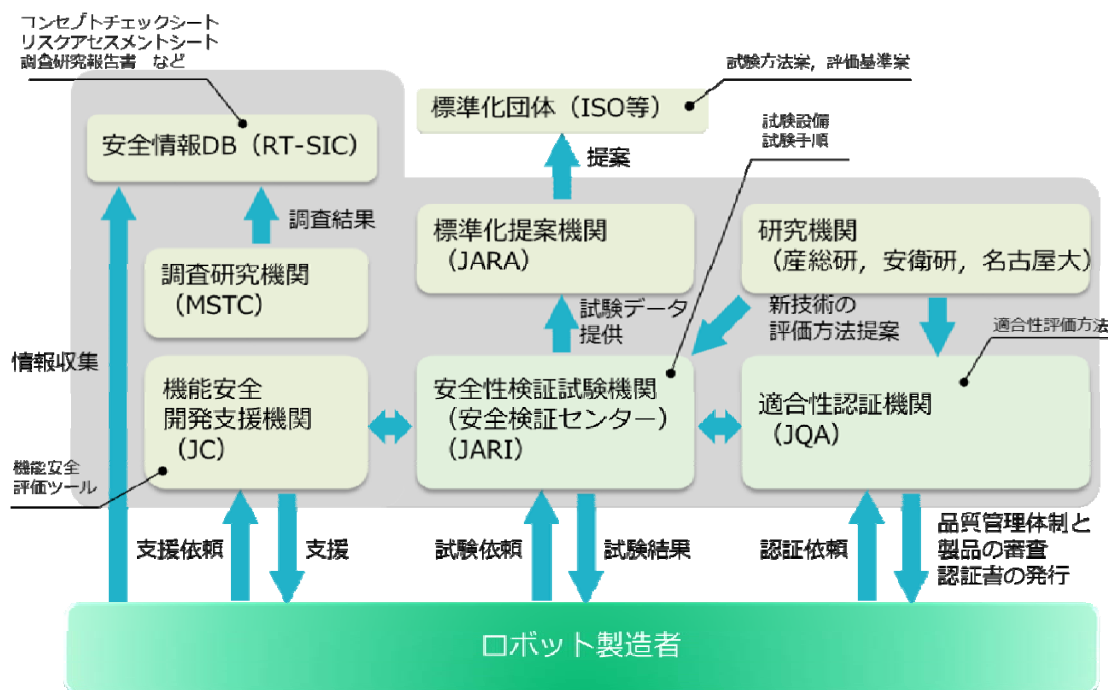 コンセプトチェックシート
リスクアセスメントシート
調査研究報告書　など
試験方法案，評価基準案
標準化団体（ISO等）
試験設備
試験手順
安全情報DB（RT-SIC）
提案
調査結果
標準化提案機関
（JARA）
研究機関
（産総研，安衛研，名古屋大）
調査研究機関
（MSTC）
試験データ
提供
新技術の
評価方法提案
適合性評価方法
情報収集
機能安全
開発支援機関
（JC）
安全性検証試験機関
（安全検証センター）
（JARI）
適合性認証機関
（JQA）
機能安全
評価ツール
支援依頼
支援
試験依頼
試験結果
認証依頼
品質管理体制と
製品の審査
認証書の発行
ロボット製造者